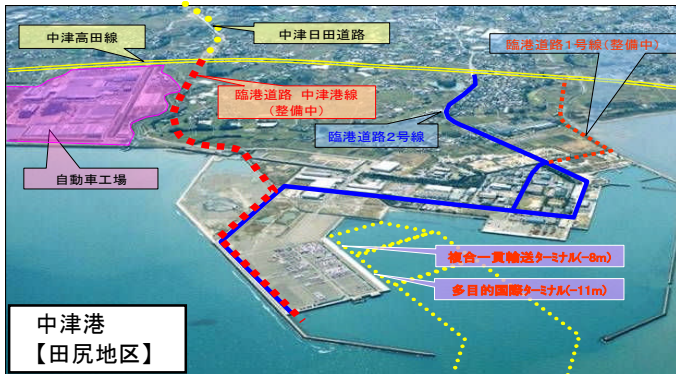 中津高田線
中津日田道路
臨港道路1号線(整備中)
臨港道路 中津港線
(整備中)
臨港道路2号線
自動車工場
複合一貫輸送ターミナル(-8m)
多目的国際ターミナル(-11m)
中津港
【田尻地区】